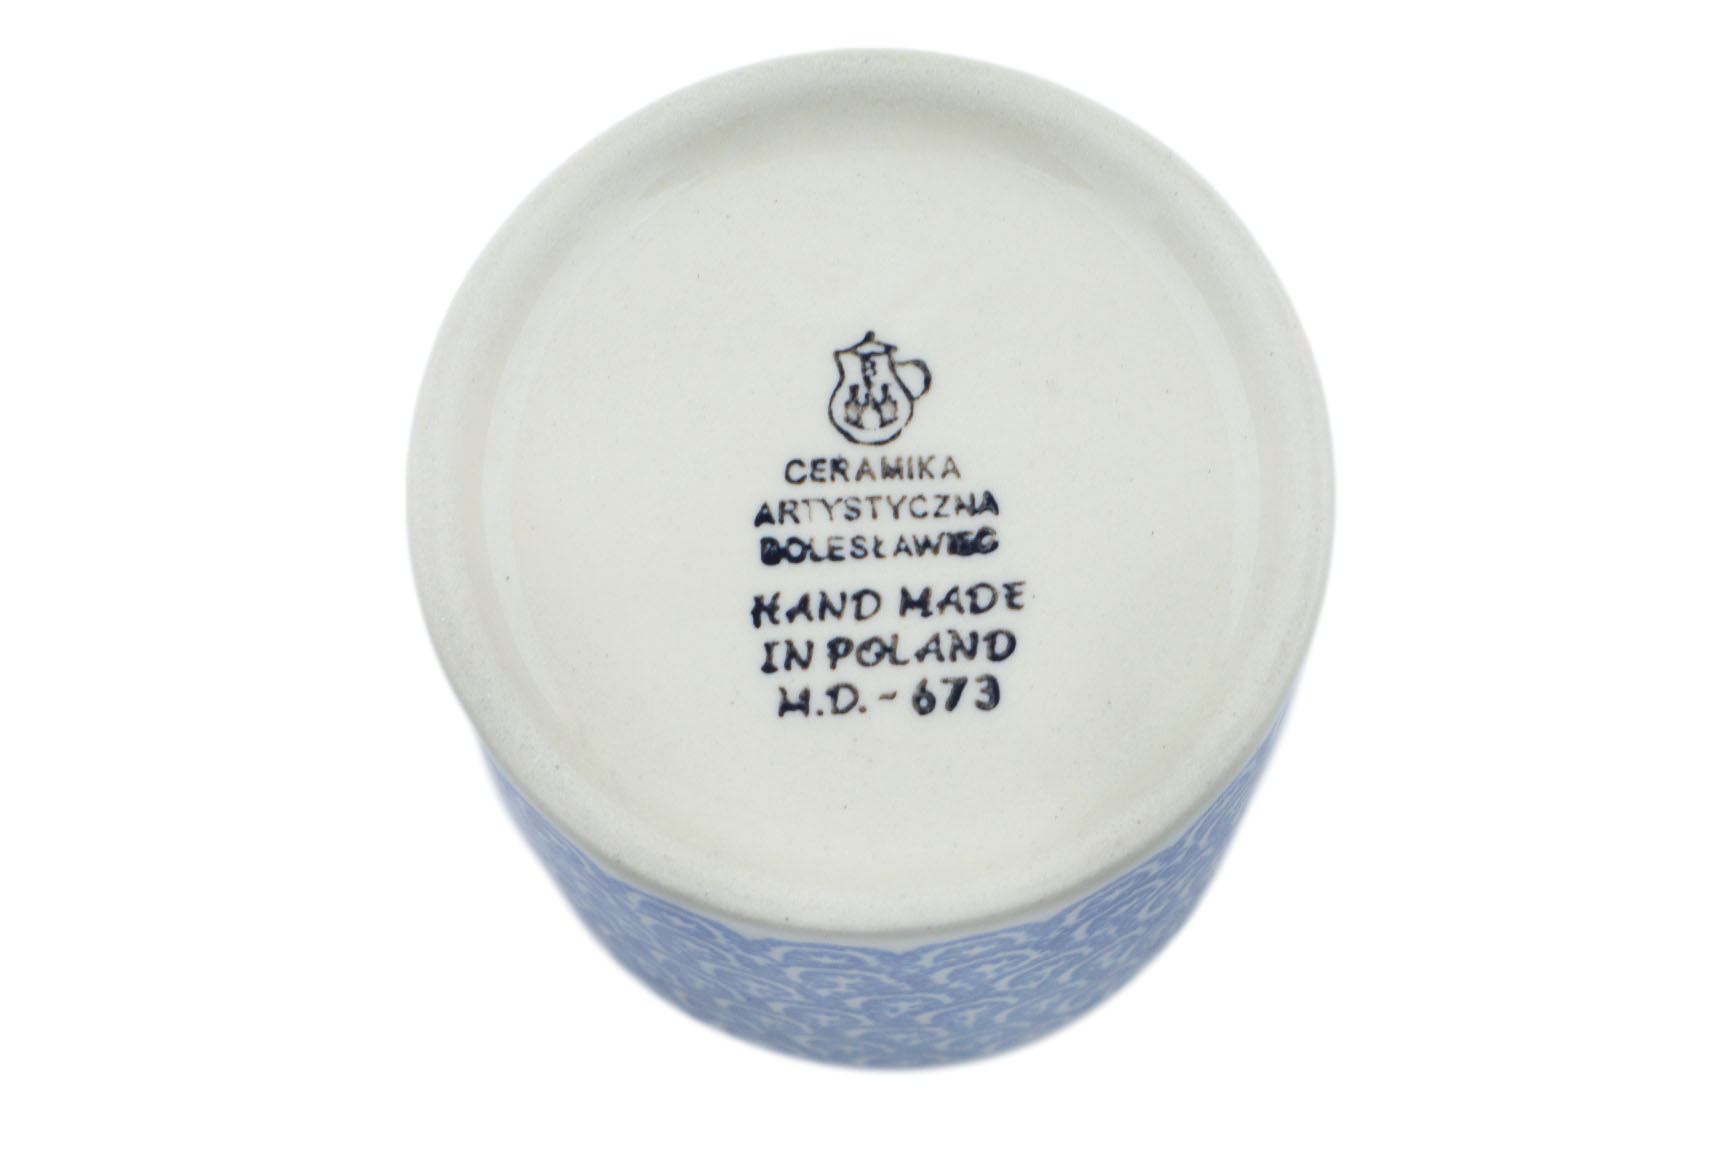 CERAMIKA
ARTYSTYCZNA
BOLESŁAWIEC
HAND MADE
IN POLAND
H.D.-673